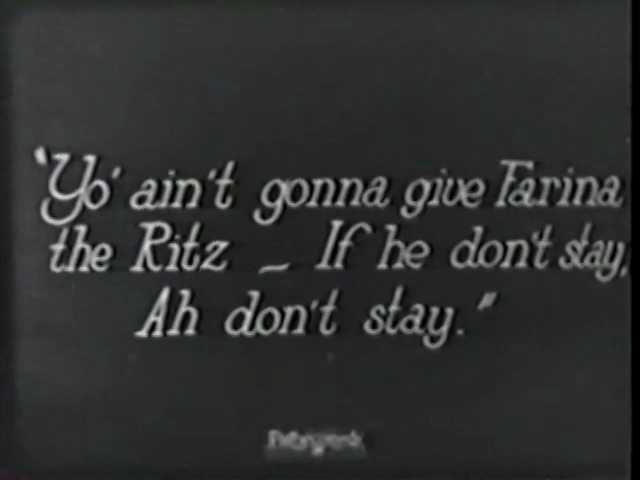 "Yo' ain't gonna give Farina
the Ritz — If he don't stay,
Ah don't stay."